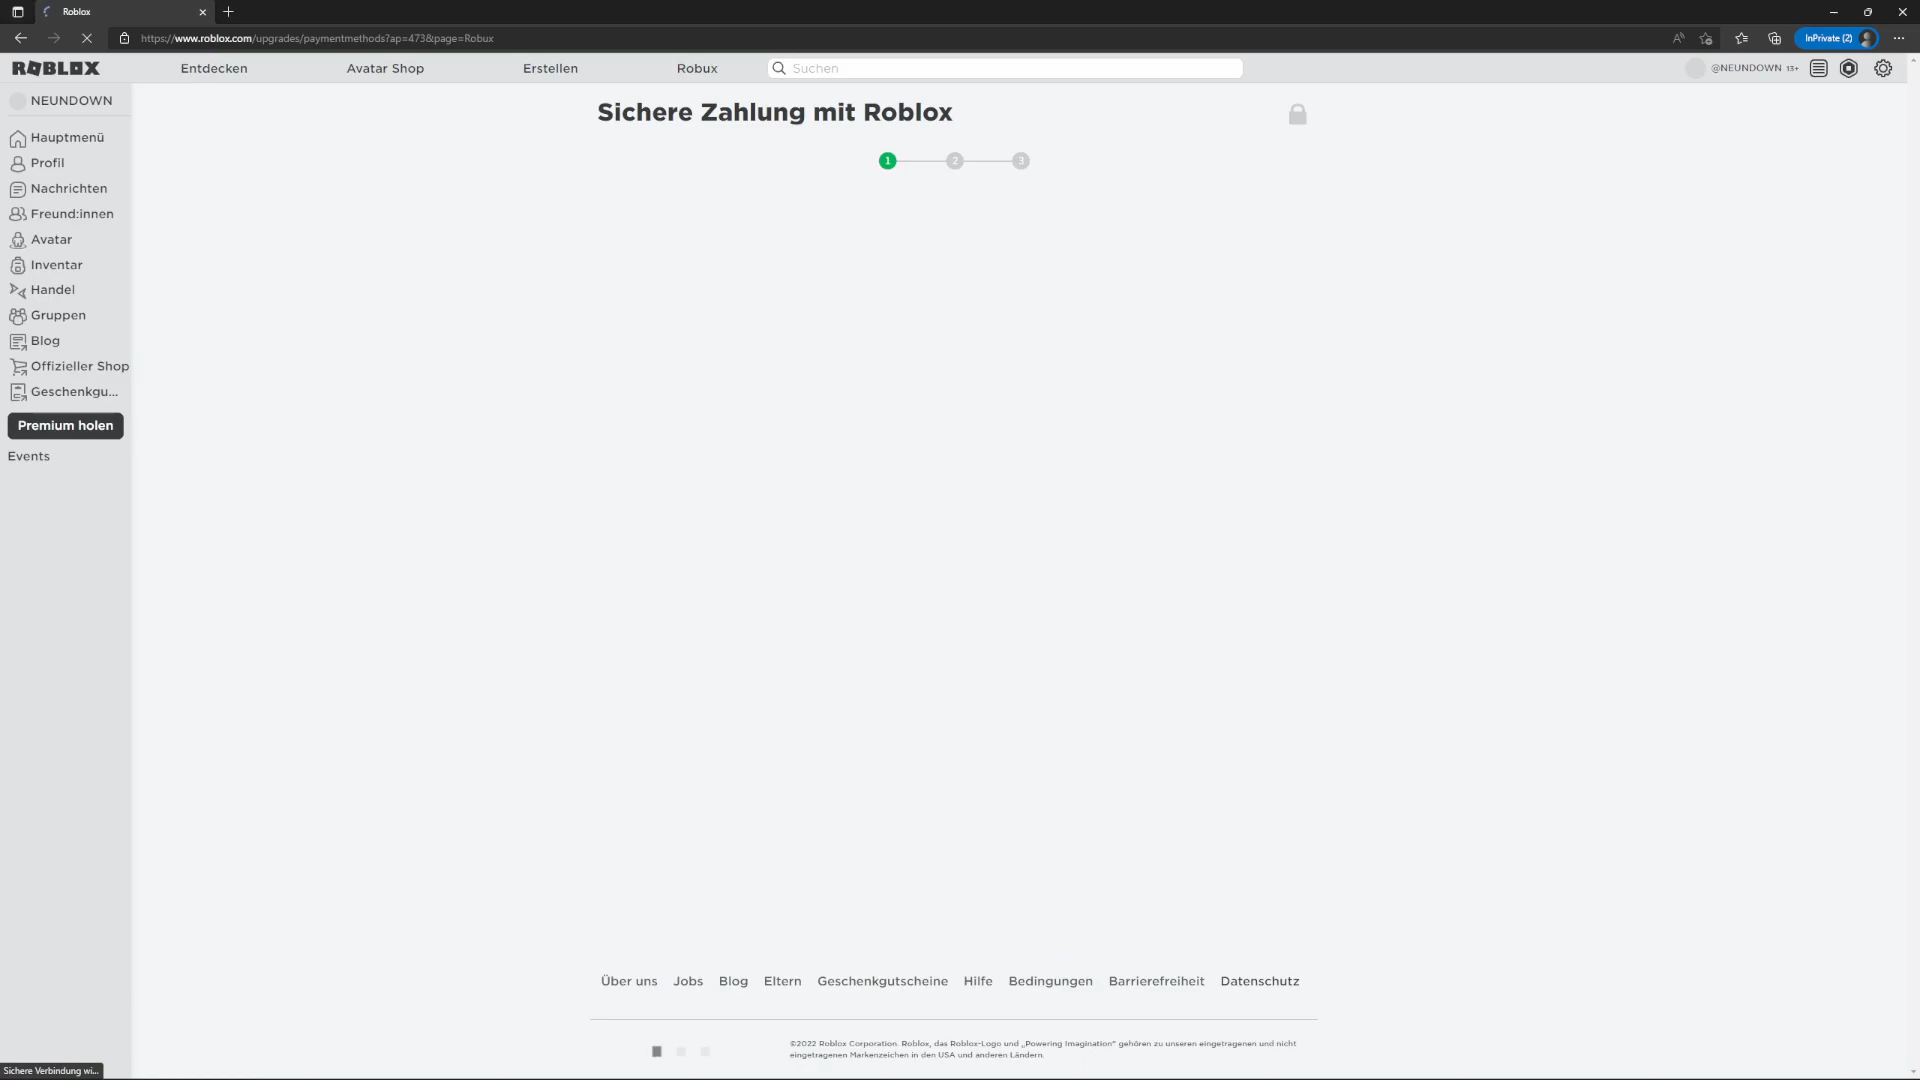 Roblox
https://www.roblox.com/upgrades/paymentmethods?ap=473&page=Robux
InPrivate (2)
ROBLOX
Entdecken
Avatar Shop
Erstellen
Robux
Suchen
@NEUNDOWN 13+
NEUNDOWN
Hauptmenü
Profil
Nachrichten
Freund:innen
Avatar
Inventar
Handel
Gruppen
Blog
Offizieller Shop
Geschenkgu...
Premium holen
Events
Sichere Zahlung mit Roblox
1
2
3
Über uns Jobs Blog Eltern Geschenkgutscheine Hilfe Bedingungen Barrierefreiheit Datenschutz
©2022 Roblox Corporation. Roblox, das Roblox-Logo und „Powering Imagination" gehören zu unseren eingetragenen und nicht
eingetragenen Markenzeichen in den USA und anderen Ländern.
Sichere Verbindung wi...